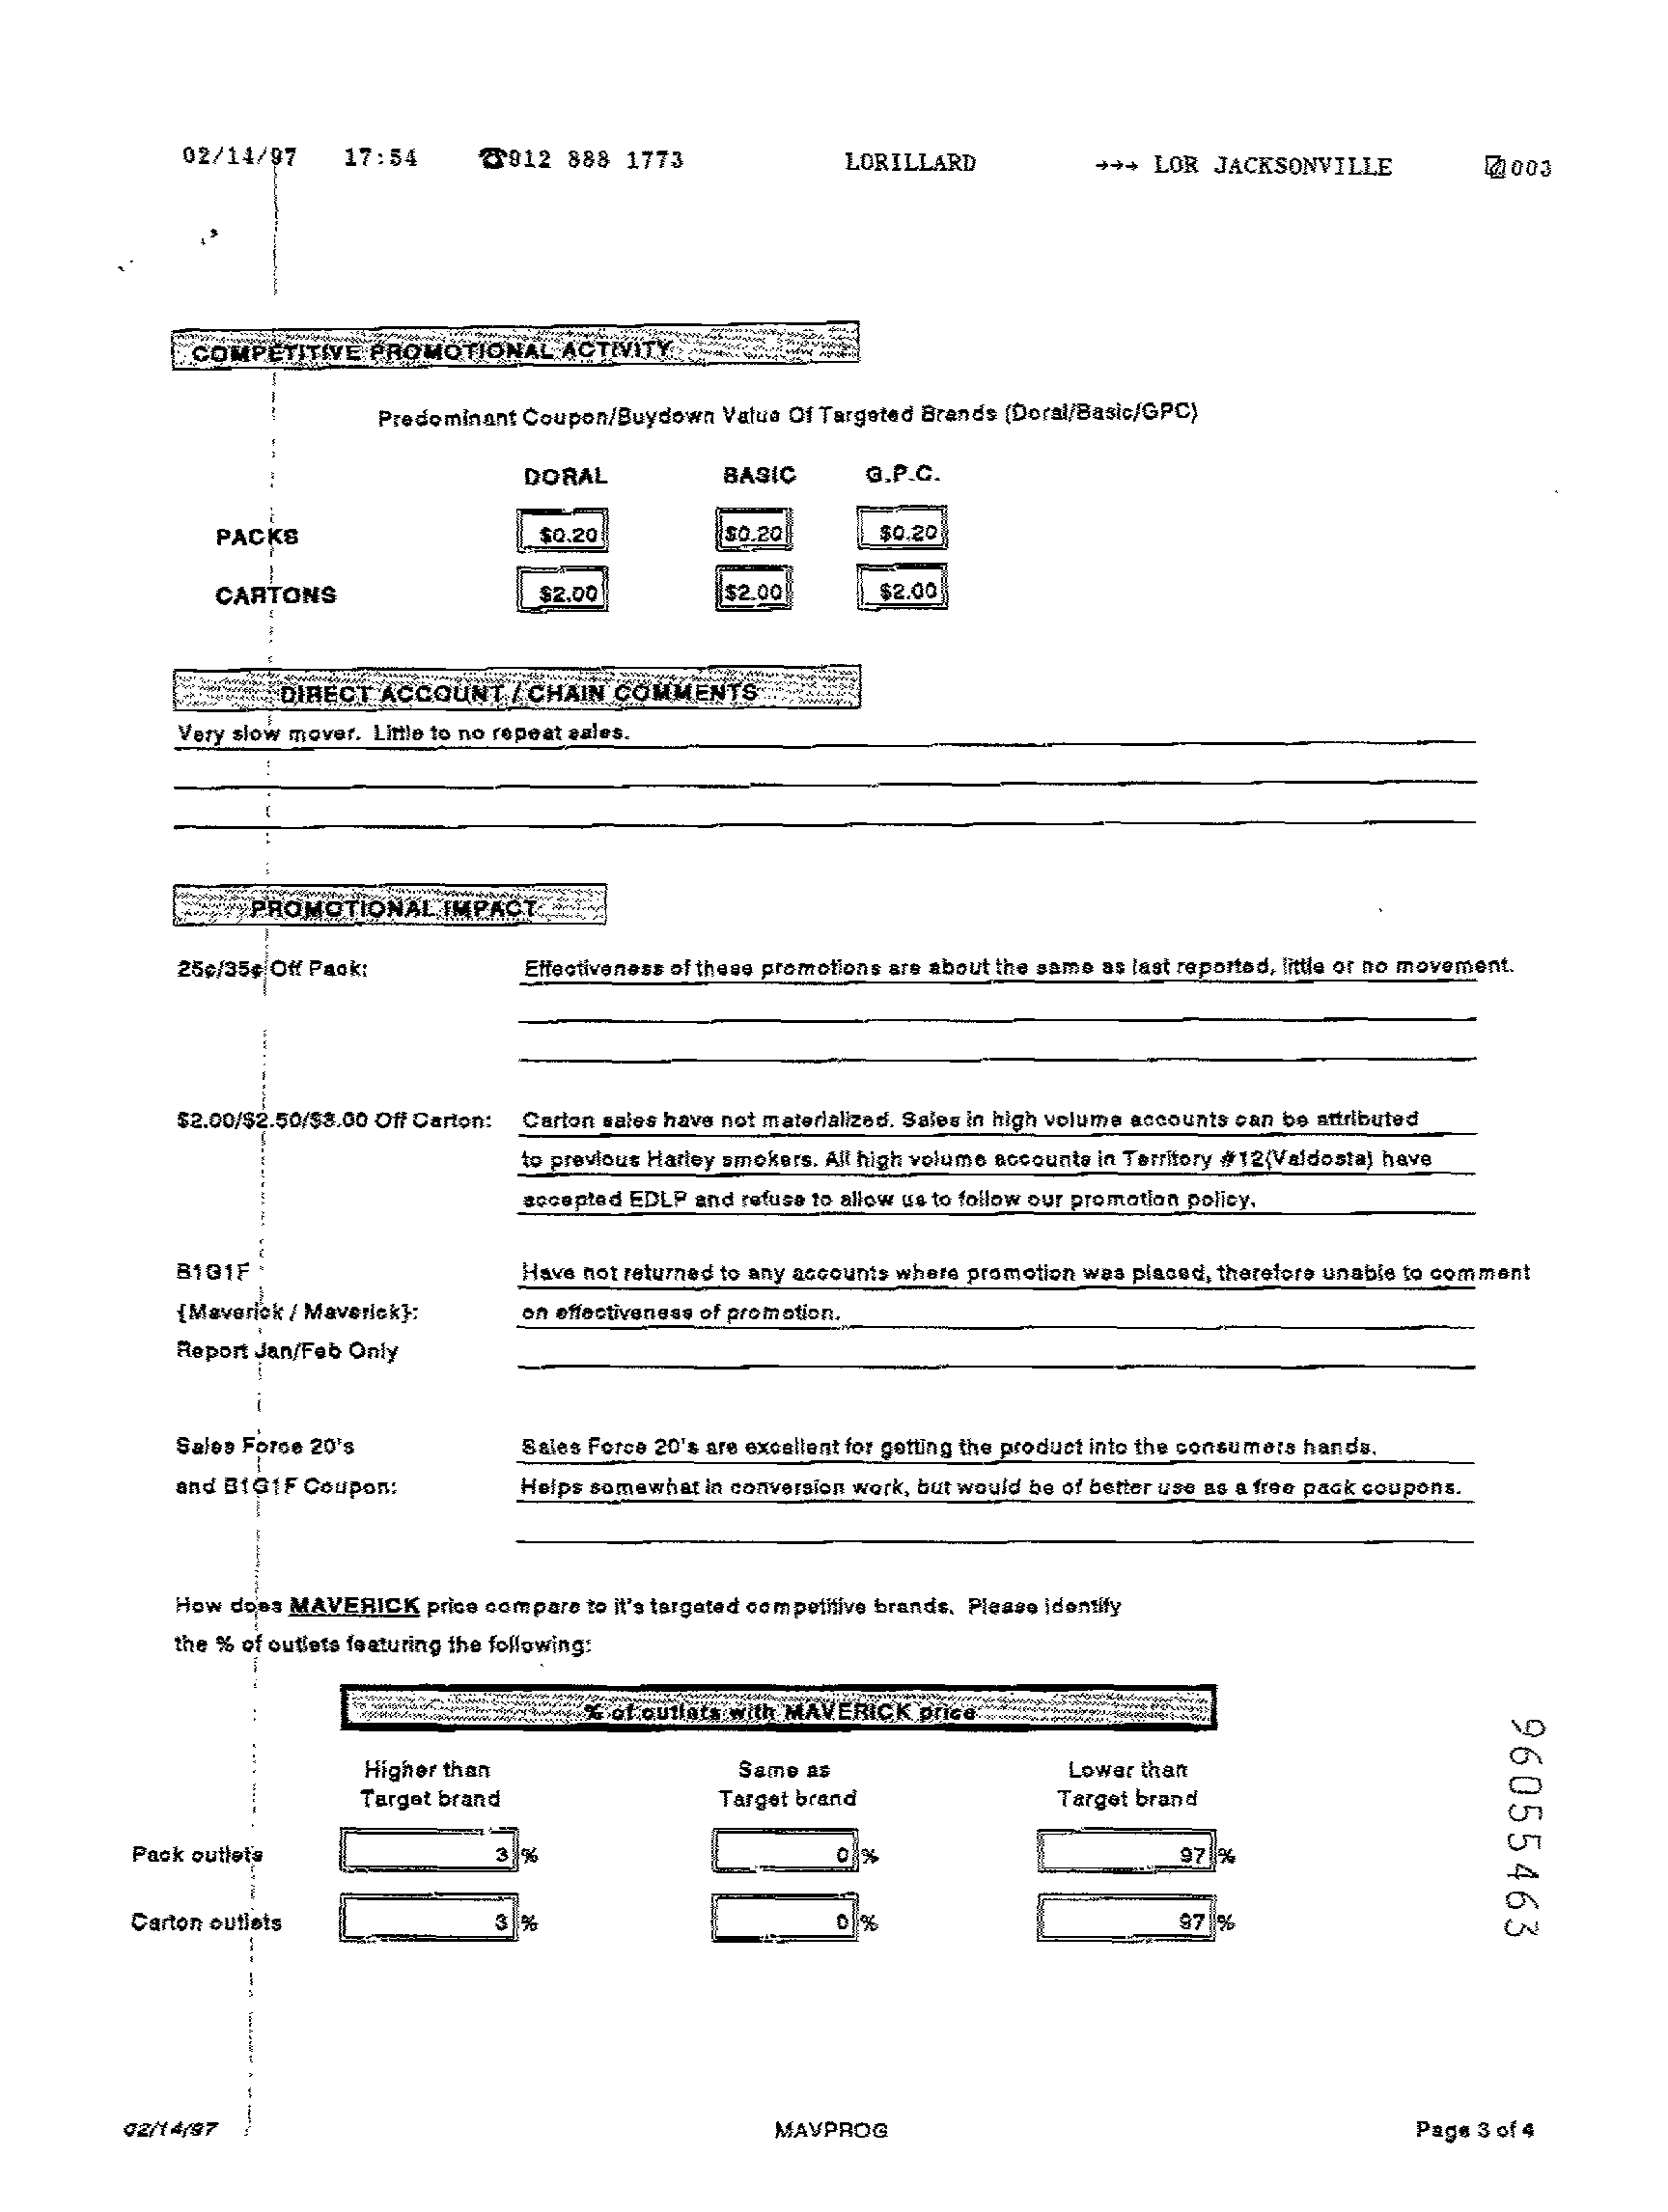 02/14/97 17:54 ☎912 888 1773 LORILLARD →→→ LOR JACKSONVILLE 003
COMPETITIVE PROMOTIONAL ACTIVITY
Predominant Coupon/Buydown Value Of Targeted Brands (Doral/Basic/GPC)
DORAL BASIC G.P.C.
PACKS $0.20 $0.20 $0.20
CARTONS $2.00 $2.00 $2.00
DIRECT ACCOUNT / CHAIN COMMENTS
Very slow mover. Little to no repeat sales.
PROMOTIONAL IMPACT
25¢/35¢ Off Pack: Effectiveness of these promotions are about the same as last reported, little or no movement.
$2.00/$2.50/$3.00 Off Carton: Carton sales have not materialized. Sales in high volume accounts can be attributed
to previous Harley smokers. All high volume accounts in Territory #12(Valdosta) have
accepted EDLP and refuse to allow us to follow our promotion policy.
B1G1F Have not returned to any accounts where promotion was placed, therefore unable to comment
{Maverick / Maverick}: on effectiveness of promotion.
Report Jan/Feb Only
Sales Force 20's Sales Force 20's are excellent for getting the product into the consumers hands.
and B1G1F Coupon: Helps somewhat in conversion work, but would be of better use as a free pack coupons.
How does MAVERICK price compare to it's targeted competitive brands. Please identify
the % of outlets featuring the following:
% of outlets with MAVERICK price
Higher than Same as Lower than
Target brand Target brand Target brand
Pack outlets 3 % 0 % 97 %
Carton outlets 3 % 0 % 97 %
96055463
02/14/97 MAVPROG Page 3 of 4